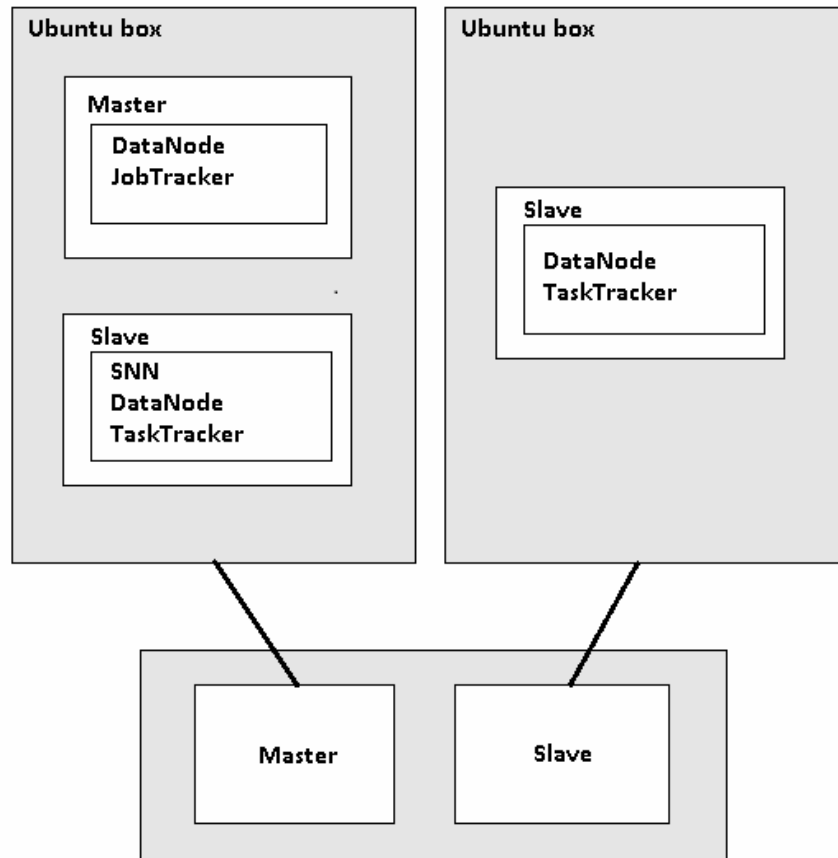 Ubuntu box
Master
DataNode
JobTracker
Slave
SNN
DataNode
TaskTracker
Ubuntu box
Slave
DataNode
TaskTracker
Master
Slave